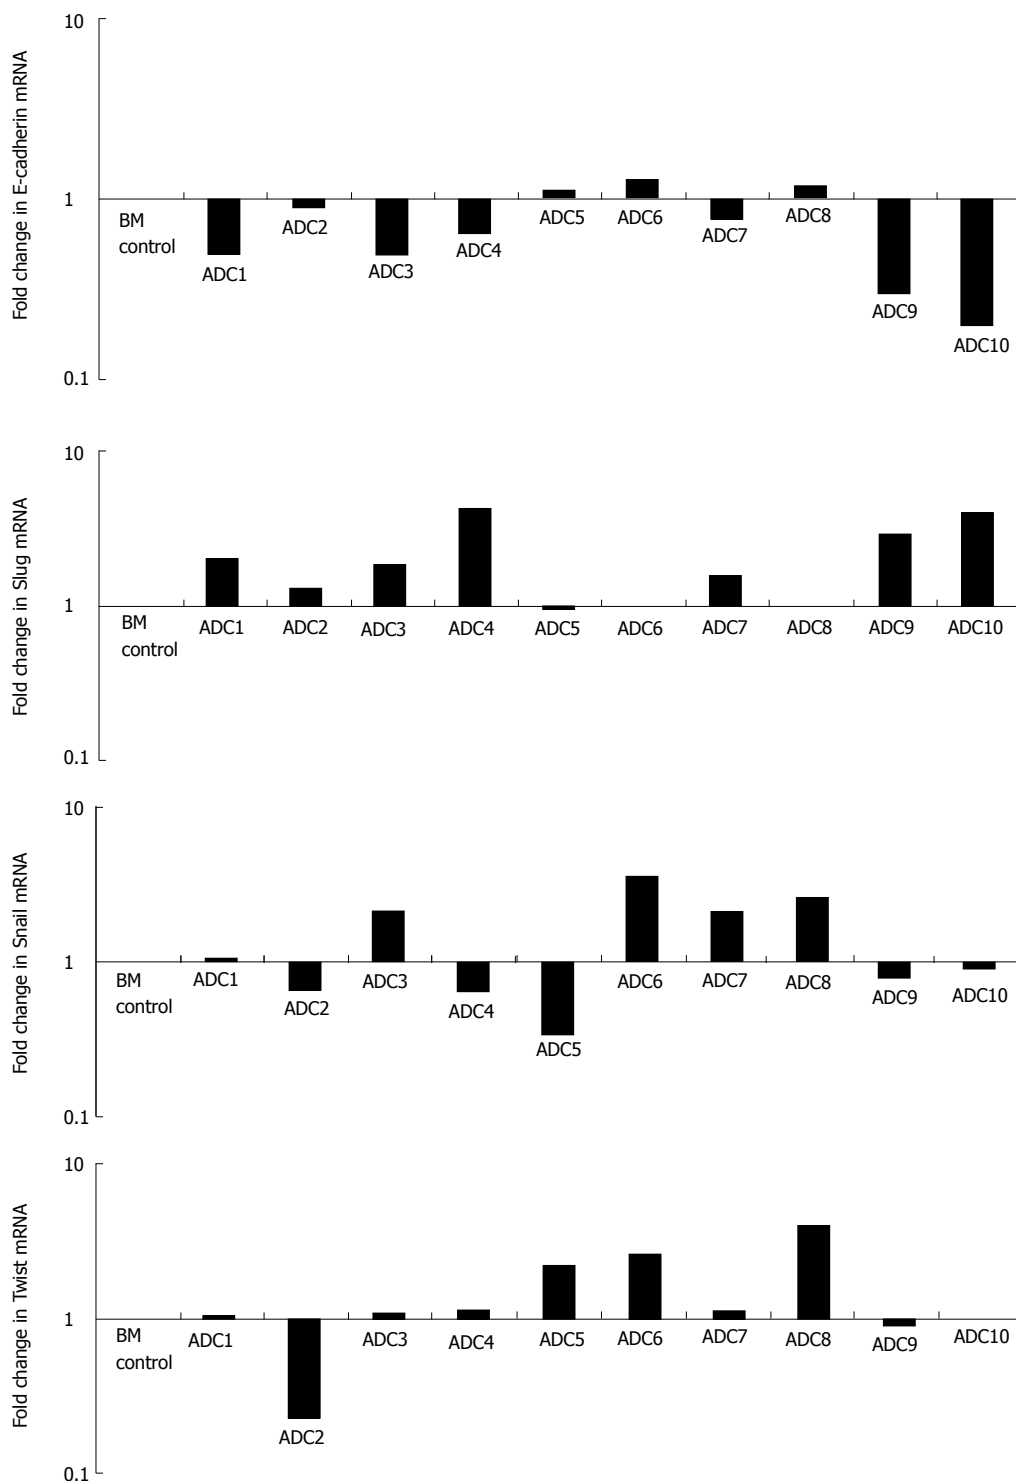 Fold change in E-cadherin mRNA
10
1
0.1
BM
control
ADC1
ADC2
ADC3
ADC4
ADC5
ADC6
ADC7
ADC8
ADC9
ADC10
Fold change in Slug mRNA
10
1
0.1
BM
control
ADC1
ADC2
ADC3
ADC4
ADC5
ADC6
ADC7
ADC8
ADC9
ADC10
Fold change in Snail mRNA
10
1
0.1
BM
control
ADC1
ADC2
ADC3
ADC4
ADC5
ADC6
ADC7
ADC8
ADC9
ADC10
Fold change in Twist mRNA
10
1
0.1
BM
control
ADC1
ADC2
ADC3
ADC4
ADC5
ADC6
ADC7
ADC8
ADC9
ADC10